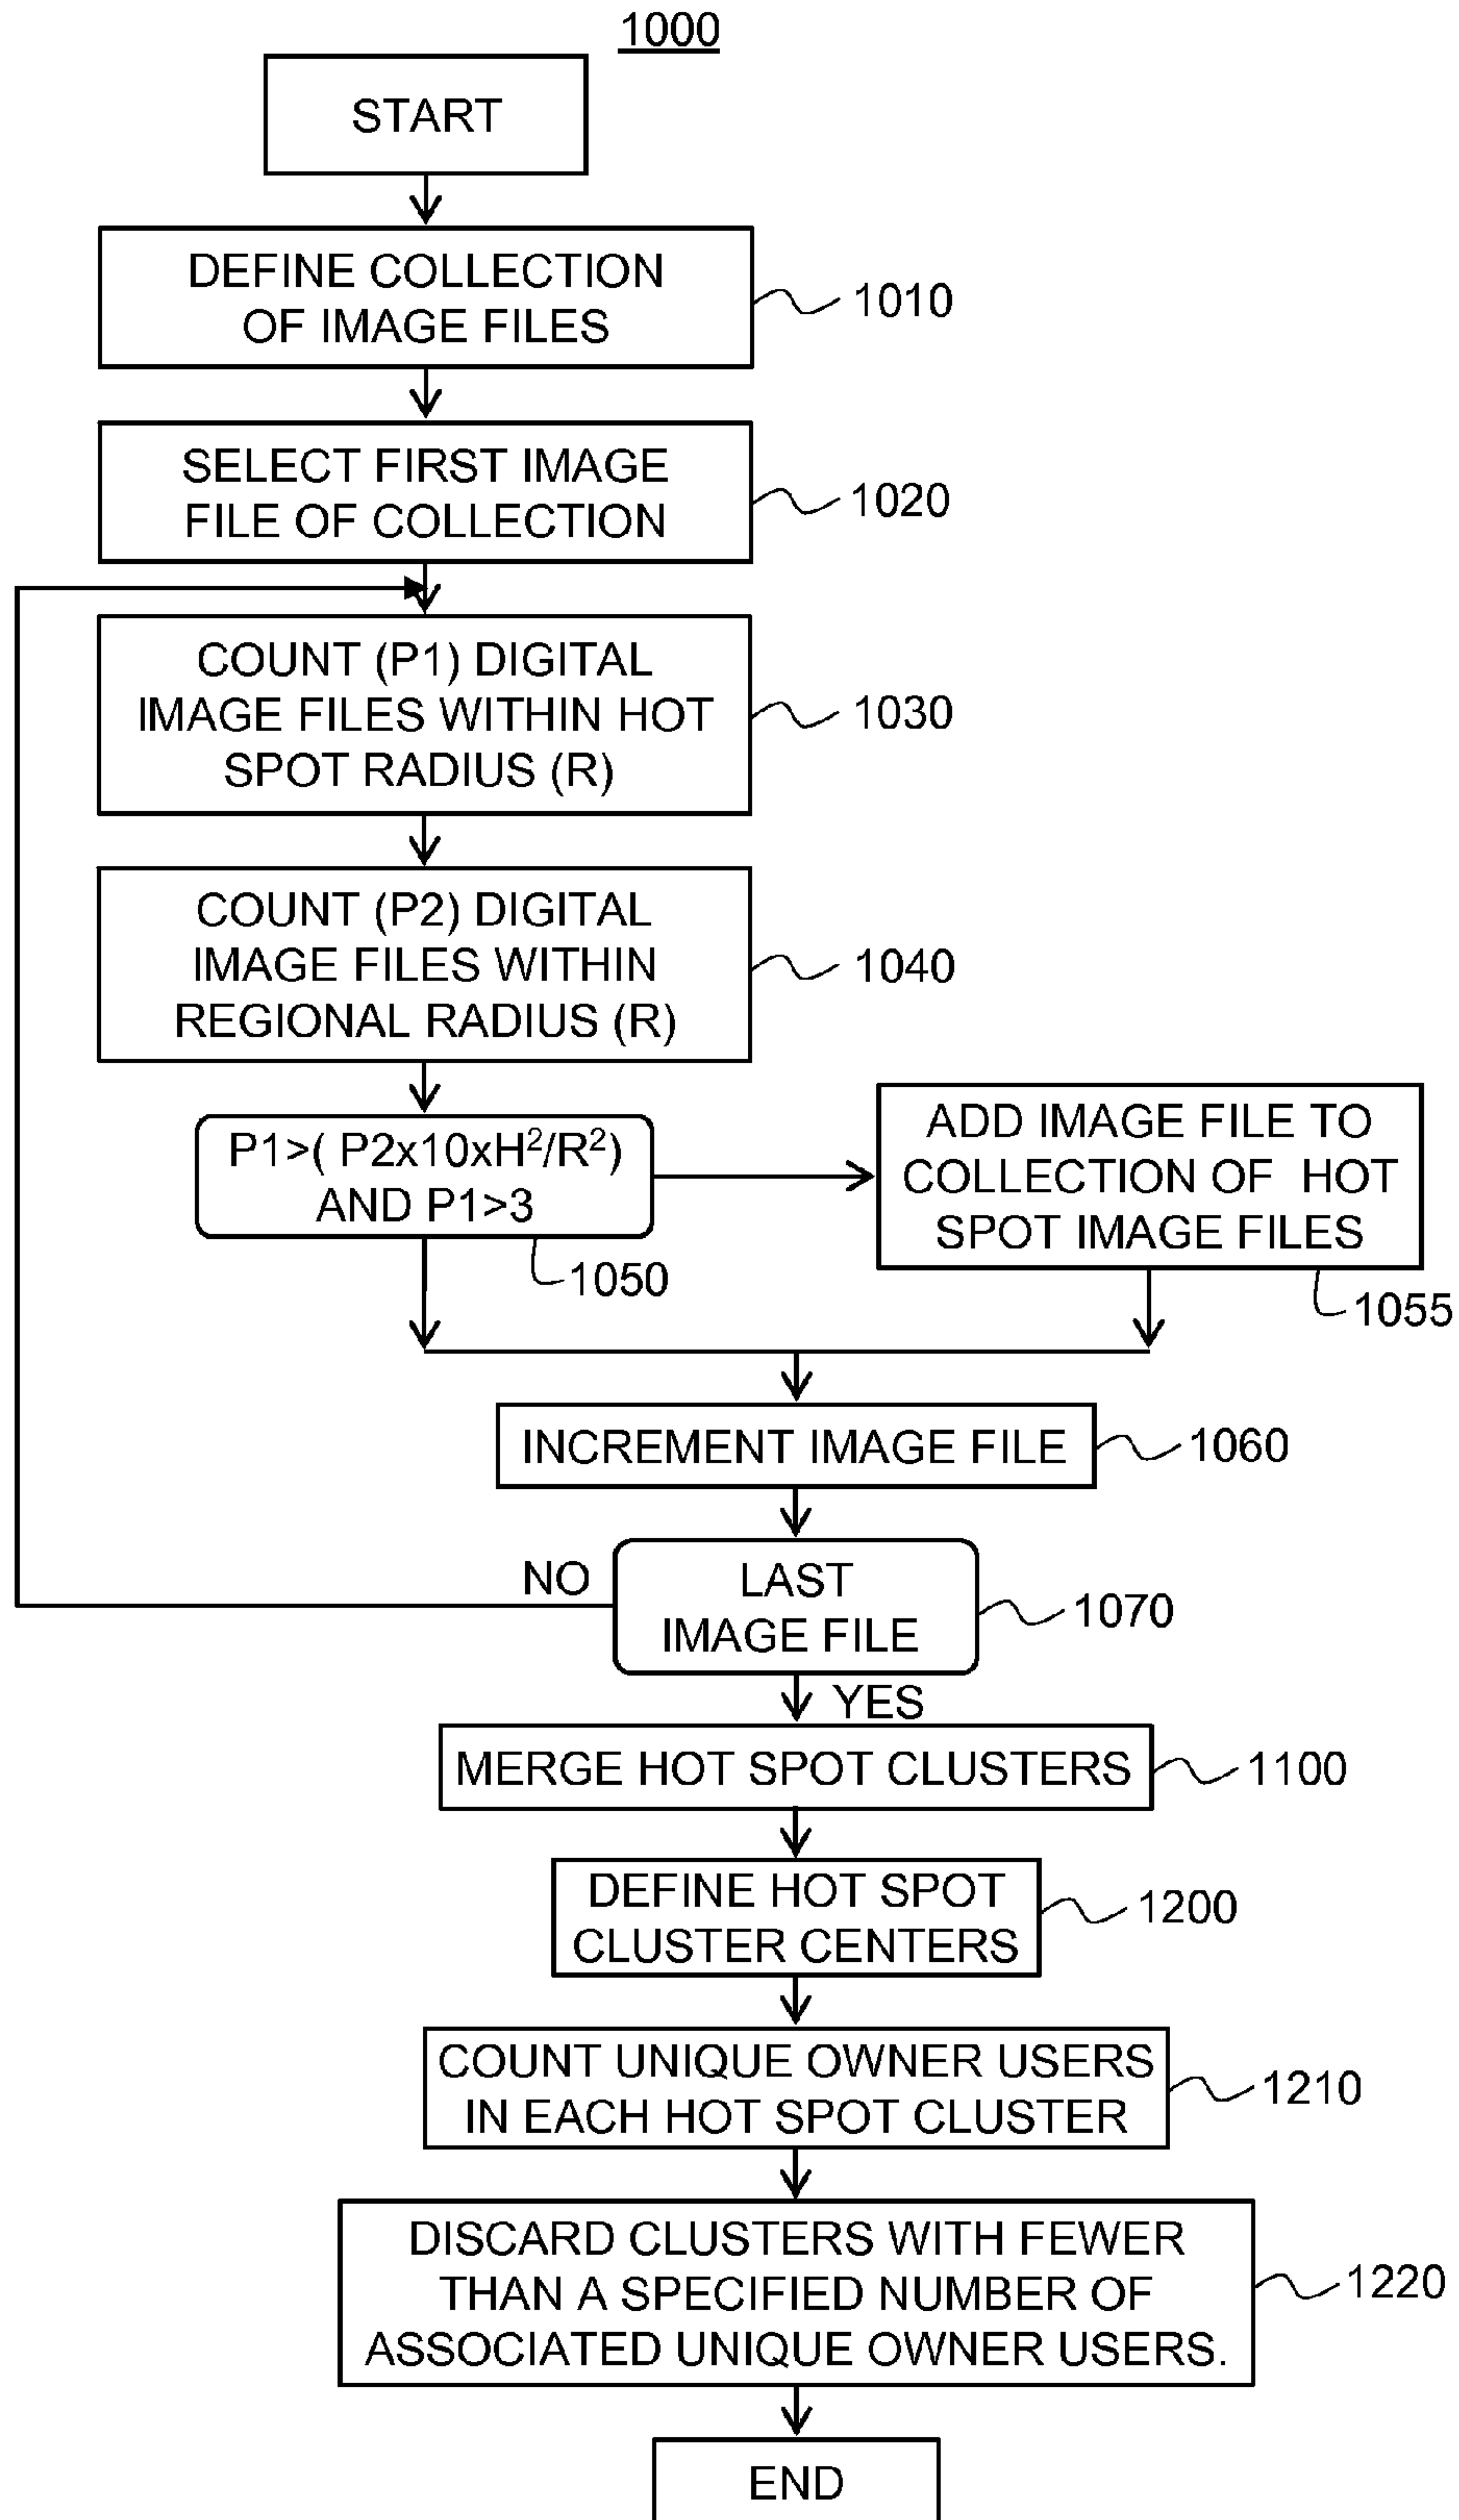 1000
START
DEFINE COLLECTION
OF IMAGE FILES
1010
SELECT FIRST IMAGE
FILE OF COLLECTION
1020
COUNT (P1) DIGITAL
IMAGE FILES WITHIN HOT
SPOT RADIUS (R)
1030
COUNT (P2) DIGITAL
IMAGE FILES WITHIN
REGIONAL RADIUS (R)
1040
P1>( P2x10xH²/R²)
AND P1>3
1050
ADD IMAGE FILE TO
COLLECTION OF HOT
SPOT IMAGE FILES
1055
INCREMENT IMAGE FILE
1060
NO
LAST
IMAGE FILE
1070
YES
MERGE HOT SPOT CLUSTERS
1100
DEFINE HOT SPOT
CLUSTER CENTERS
1200
COUNT UNIQUE OWNER USERS
IN EACH HOT SPOT CLUSTER
1210
DISCARD CLUSTERS WITH FEWER
THAN A SPECIFIED NUMBER OF
ASSOCIATED UNIQUE OWNER USERS.
1220
END